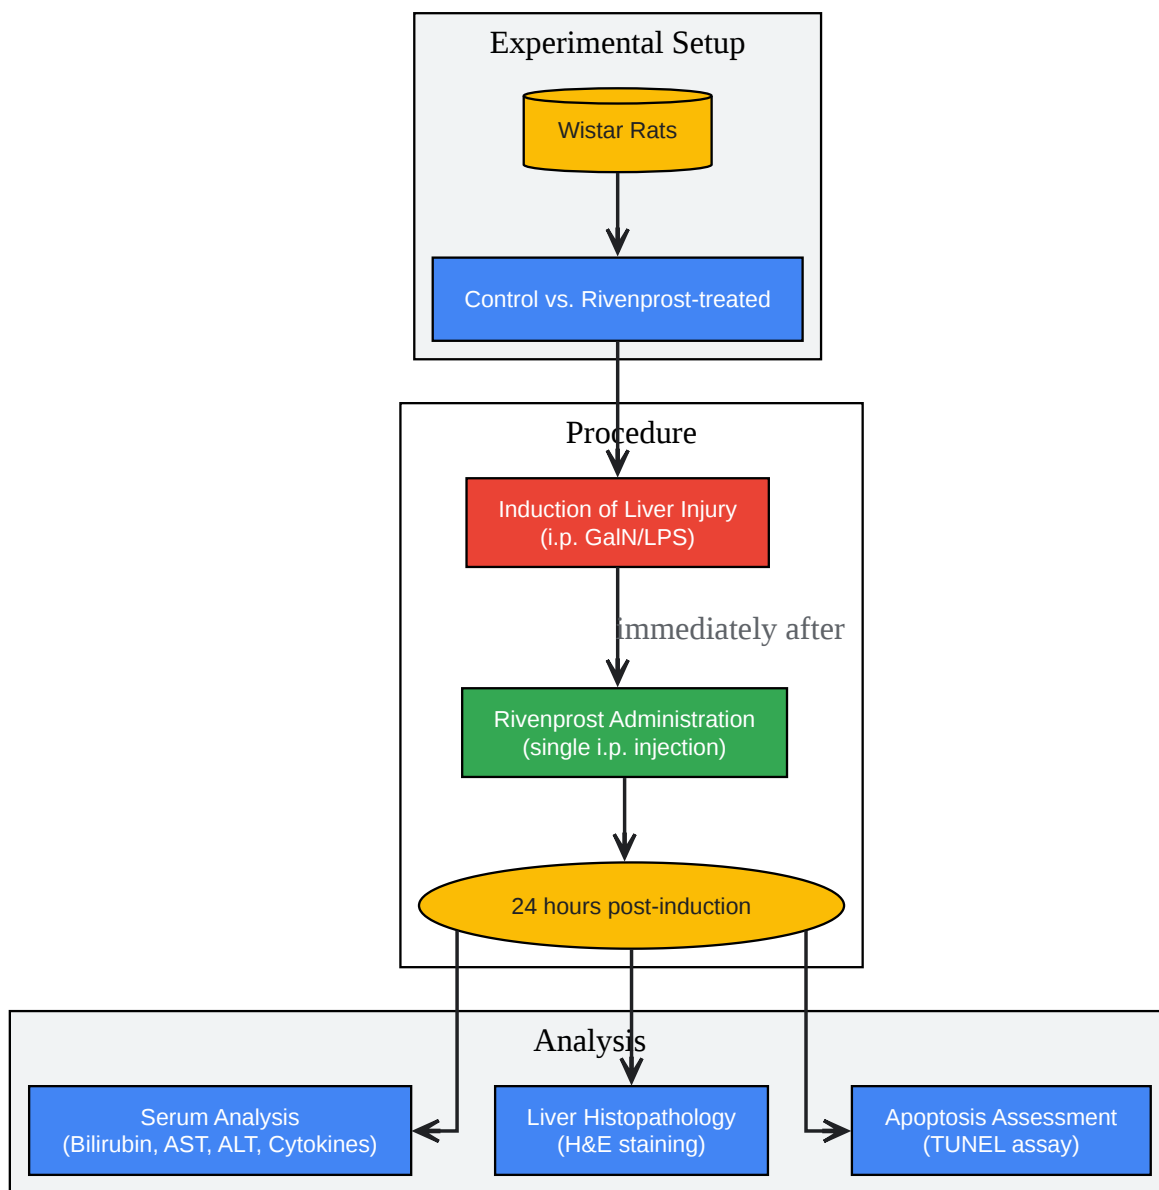 Experimental Setup
Wistar Rats
Control vs. Rivenprost-treated
Procedure
Induction of Liver Injury
(i.p. GalN/LPS)
immediately after
Rivenprost Administration
(single i.p. injection)
24 hours post-induction
Analysis
Serum Analysis
(Bilirubin, AST, ALT, Cytokines)
Liver Histopathology
(H&E staining)
Apoptosis Assessment
(TUNEL assay)